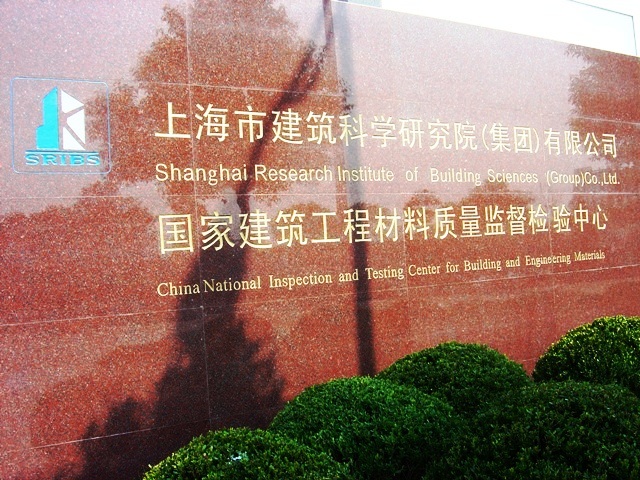 SRIBS
上海市建筑科学研究院(集团)有限公司
Shanghai Research Institute of Building Sciences (Group)Co.,Ltd.
国家建筑工程材料质量监督检验中心
China National Inspection and Testing Center for Building and Engineering Materials